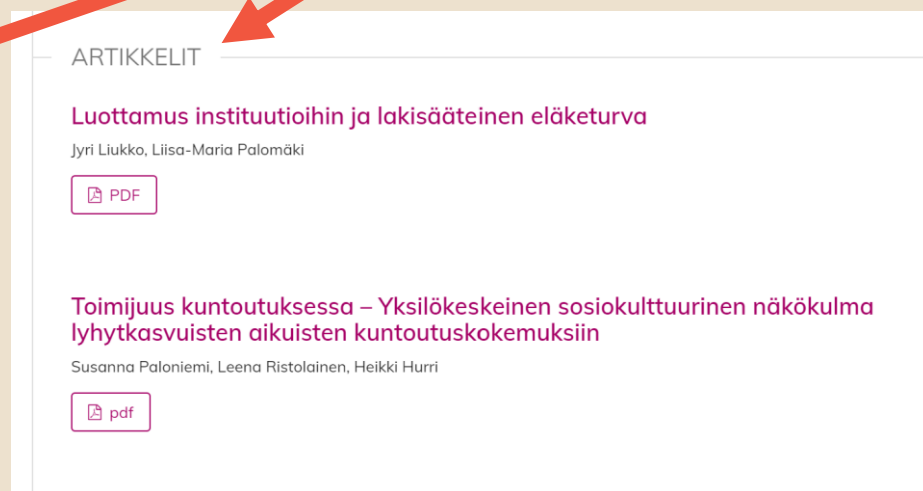 ARTIKKELIT
Luottamus instituutioihin ja lakisääteinen eläketurva
Jyri Liukko, Liisa-Maria Palomäki
PDF
Toimijuus kuntoutuksessa – Yksilökeskeinen sosiokulttuurinen näkökulma
lyhytkasvuisten aikuisten kuntoutuskokemuksiin
Susanna Paloniemi, Leena Ristolainen, Heikki Hurri
pdf